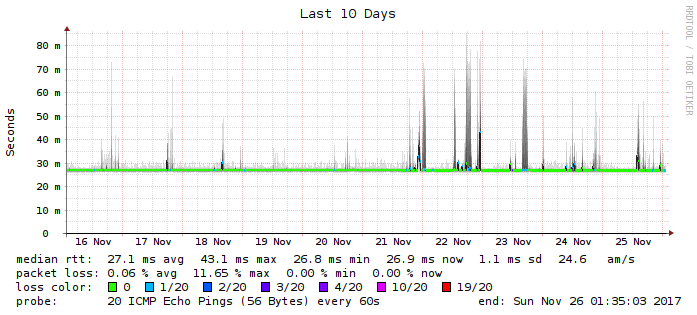 Last 10 Days
RRDTOOL / TOBI OETIKER
Seconds
80 m
70 m
60 m
50 m
40 m
30 m
20 m
10 m
0
16 Nov 17 Nov 18 Nov 19 Nov 20 Nov 21 Nov 22 Nov 23 Nov 24 Nov 25 Nov
median rtt: 27.1 ms avg 43.1 ms max 26.8 ms min 26.9 ms now 1.1 ms sd 24.6 am/s
packet loss: 0.06 % avg 11.65 % max 0.00 % min 0.00 % now
loss color: 0 1/20 2/20 3/20 4/20 10/20 19/20
probe: 20 ICMP Echo Pings (56 Bytes) every 60s end: Sun Nov 26 01:35:03 2017